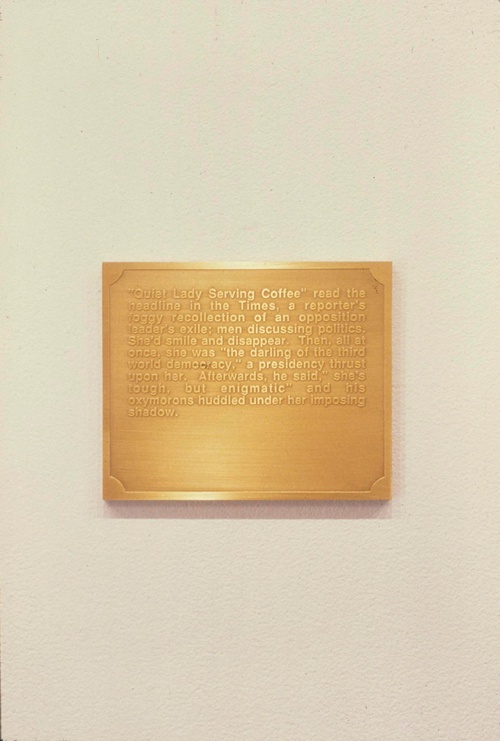 "Quiet Lady Serving Coffee" read the
headline in the Times, a reporter's
foggy recollection of an opposition
leader's exile; men discussing politics.
She'd smile and disappear. Then, all at
once, she was "the darling of the third
world democracy," a presidency thrust
upon her. Afterwards, he said," she's
tough, but enigmatic" and his
oxymorons huddled under her imposing
shadow.